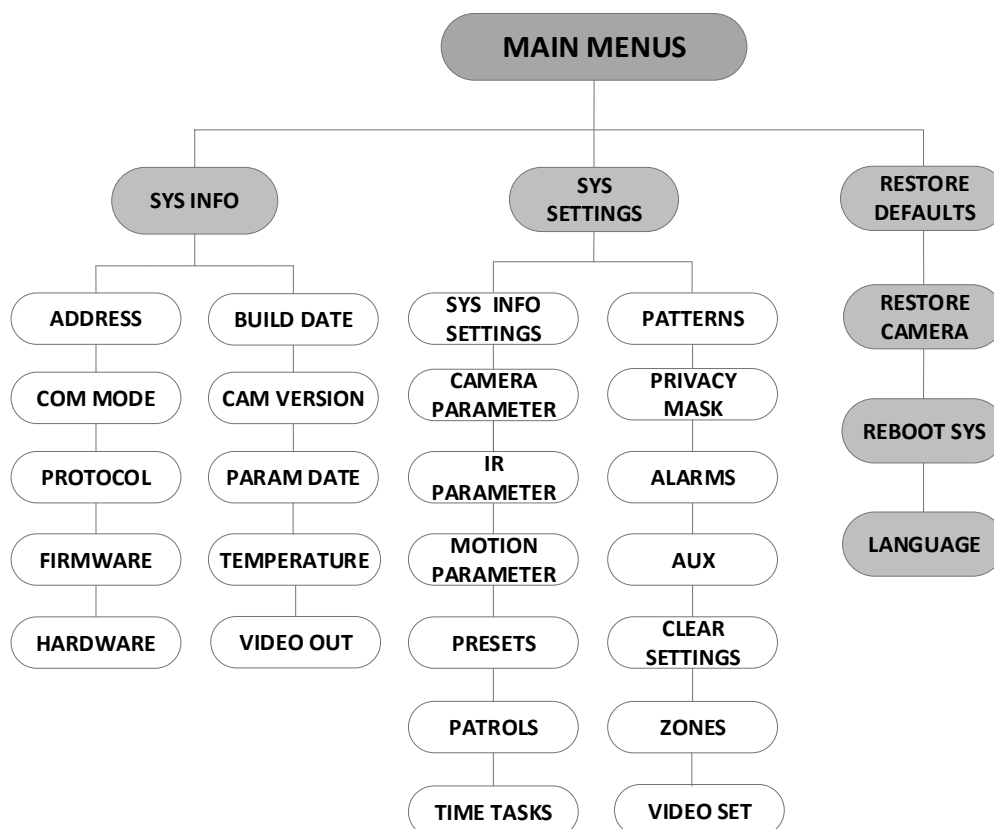 MAIN MENUS
SYS INFO
ADDRESS
COM MODE
PROTOCOL
FIRMWARE
HARDWARE
BUILD DATE
CAM VERSION
PARAM DATE
TEMPERATURE
VIDEO OUT
SYS
SETTINGS
SYS INFO
SETTINGS
CAMERA
PARAMETER
IR
PARAMETER
MOTION
PARAMETER
PRESETS
PATROLS
TIME TASKS
PATTERNS
PRIVACY
MASK
ALARMS
AUX
CLEAR
SETTINGS
ZONES
VIDEO SET
RESTORE
DEFAULTS
RESTORE
CAMERA
REBOOT SYS
LANGUAGE